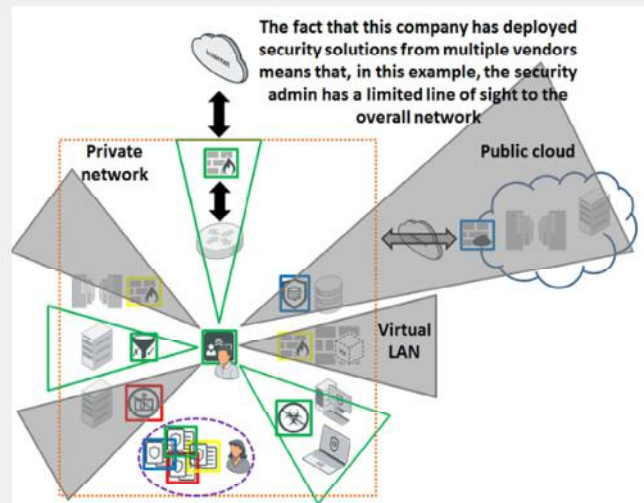 The fact that this company has deployed
security solutions from multiple vendors
means that, in this example, the security
admin has a limited line of sight to the
overall network
Internet
Private
network
Public cloud
Virtual
LAN